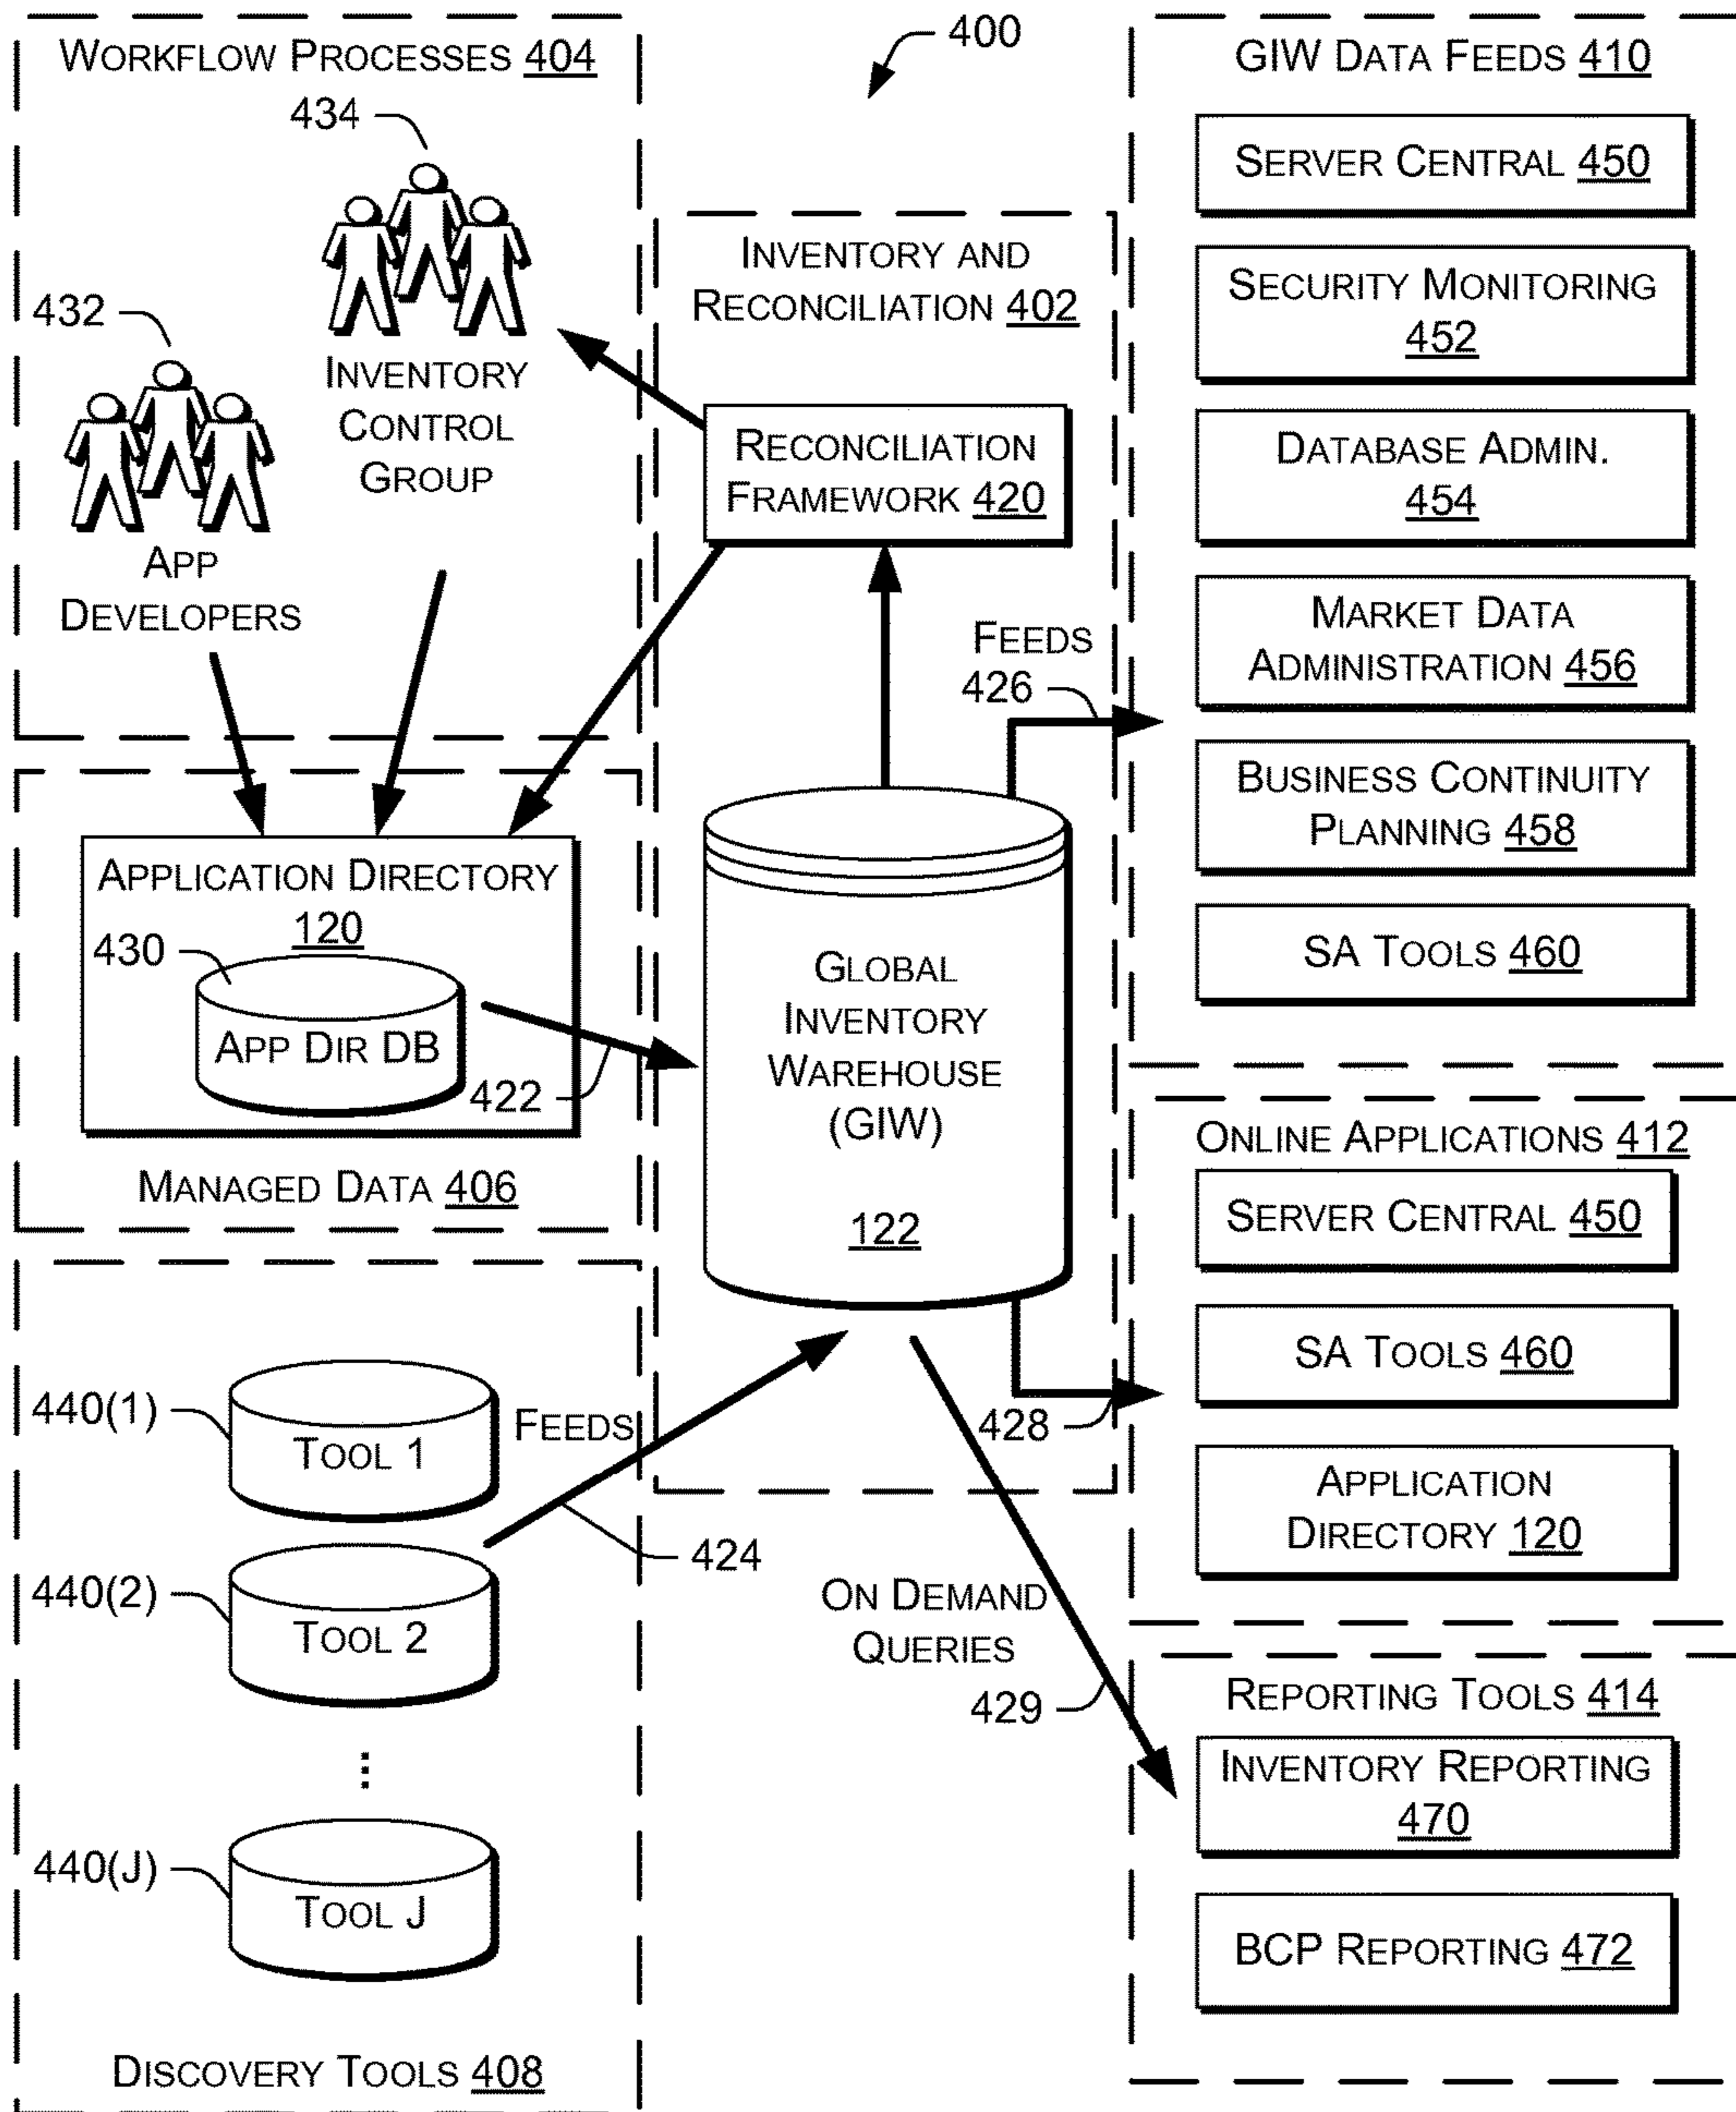 400
WORKFLOW PROCESSES 404
434
432
INVENTORY
CONTROL
GROUP
APP
DEVELOPERS
APPLICATION DIRECTORY
120
430
APP DIR DB
422
MANAGED DATA 406
440(1)
TOOL 1
FEEDS
424
440(2)
TOOL 2
⋮
440(J)
TOOL J
DISCOVERY TOOLS 408
INVENTORY AND
RECONCILIATION 402
RECONCILIATION
FRAMEWORK 420
FEEDS
426
GLOBAL
INVENTORY
WAREHOUSE
(GIW)
122
428
ON DEMAND
QUERIES
429
GIW DATA FEEDS 410
SERVER CENTRAL 450
SECURITY MONITORING
452
DATABASE ADMIN.
454
MARKET DATA
ADMINISTRATION 456
BUSINESS CONTINUITY
PLANNING 458
SA TOOLS 460
ONLINE APPLICATIONS 412
SERVER CENTRAL 450
SA TOOLS 460
APPLICATION
DIRECTORY 120
REPORTING TOOLS 414
INVENTORY REPORTING
470
BCP REPORTING 472